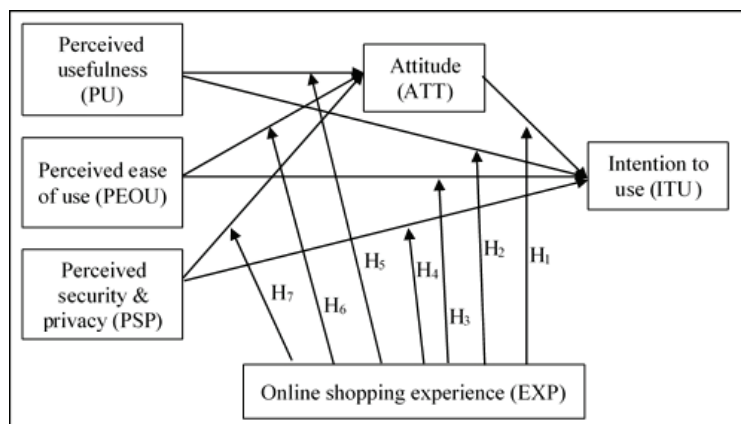 Perceived
usefulness
(PU)
Attitude
(ATT)
Perceived ease
of use (PEOU)
Intention to
use (ITU)
Perceived
security &
privacy (PSP)
H7
H6
H5
H4
H3
H2
H1
Online shopping experience (EXP)